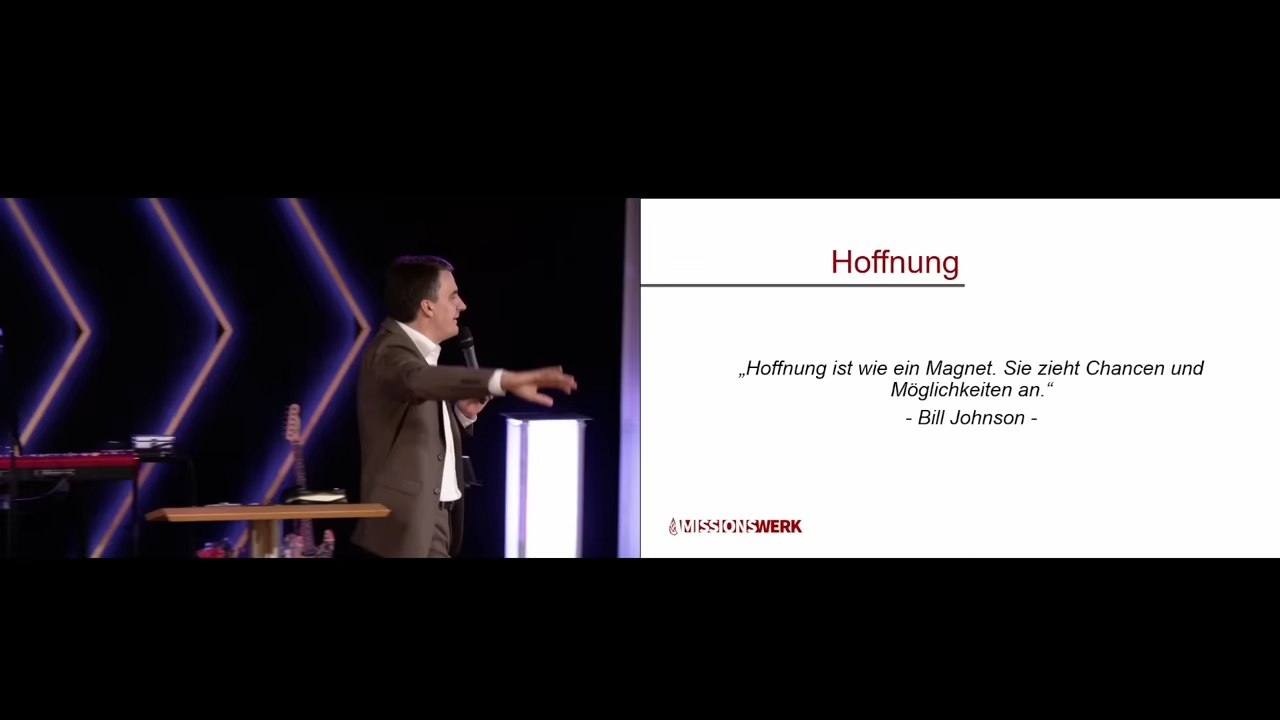 Hoffnung
„Hoffnung ist wie ein Magnet. Sie zieht Chancen und
Möglichkeiten an.“
- Bill Johnson -
MISSIONSWERK